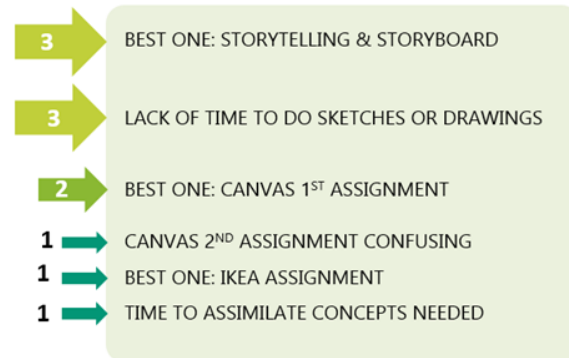 3 BEST ONE: STORYTELLING & STORYBOARD
3 LACK OF TIME TO DO SKETCHES OR DRAWINGS
2 BEST ONE: CANVAS 1ST ASSIGNMENT
1 CANVAS 2ND ASSIGNMENT CONFUSING
1 BEST ONE: IKEA ASSIGNMENT
1 TIME TO ASSIMILATE CONCEPTS NEEDED